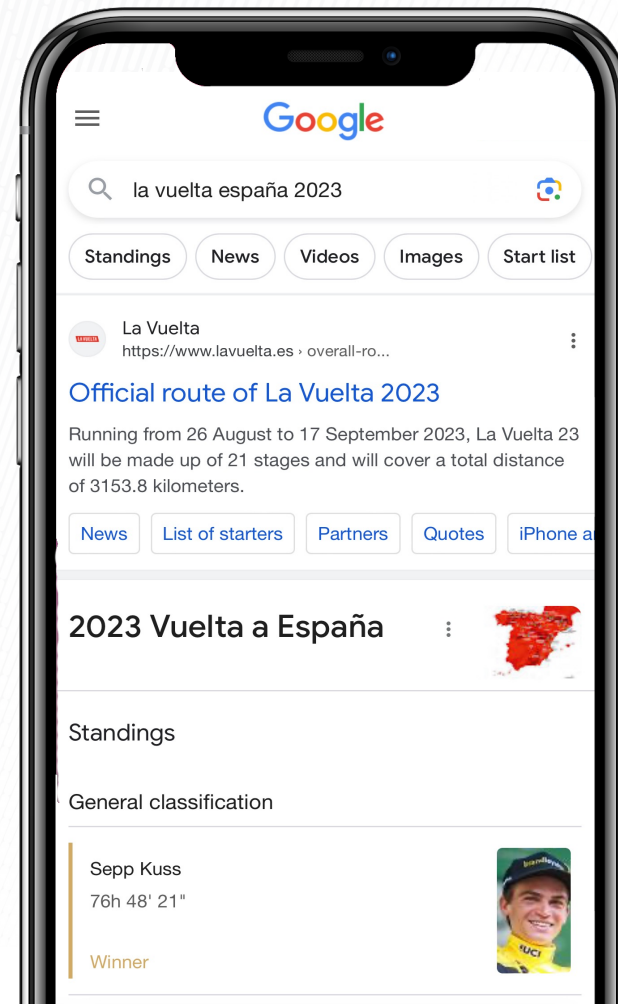 Google
la vuelta españa 2023
Standings News Videos Images Start list
LA VUELTA
La Vuelta
https://www.lavuelta.es › overall-ro...
Official route of La Vuelta 2023
Running from 26 August to 17 September 2023, La Vuelta 23
will be made up of 21 stages and will cover a total distance
of 3153.8 kilometers.
News List of starters Partners Quotes iPhone a
2023 Vuelta a España
Standings
General classification
Sepp Kuss
76h 48' 21"
Winner
UCI